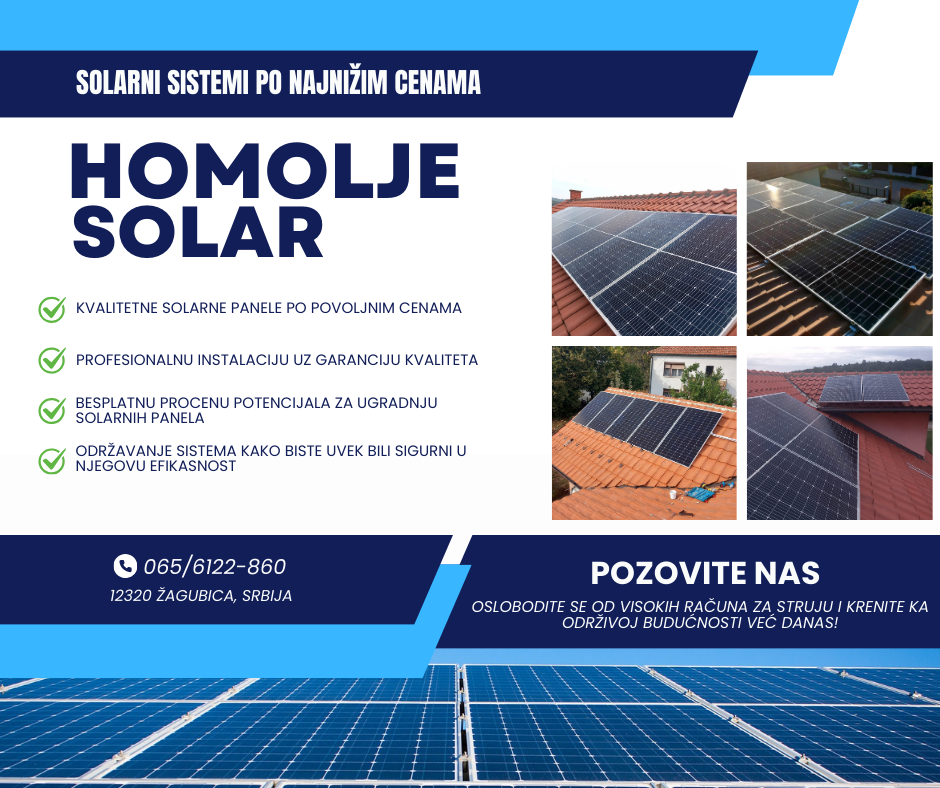 SOLARNI SISTEMI PO NAJNIŽIM CENAMA
HOMOLJE
SOLAR
KVALITETNE SOLARNE PANELE PO POVOLJNIM CENAMA
PROFESIONALNU INSTALACIJU UZ GARANCIJU KVALITETA
BESPLATNU PROCENU POTENCIJALA ZA UGRADNJU
SOLARNIH PANELA
ODRŽAVANJE SISTEMA KAKO BISTE UVEK BILI SIGURNI U
NJEGOVU EFIKASNOST
065/6122-860
12320 ŽAGUBICA, SRBIJA
POZOVITE NAS
OSLOBODITE SE OD VISOKIH RAČUNA ZA STRUJU I KRENITE KA
ODRŽIVOJ BUDUĆNOSTI VEĆ DANAS!